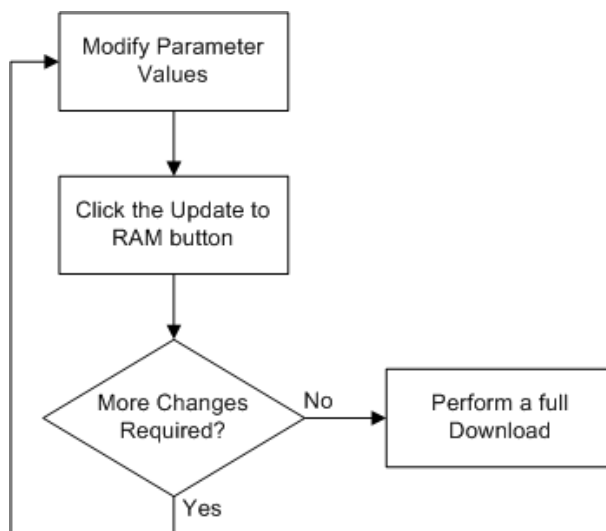 Modify Parameter
Values
Click the Update to
RAM button
More Changes
Required?
No
Perform a full
Download
Yes